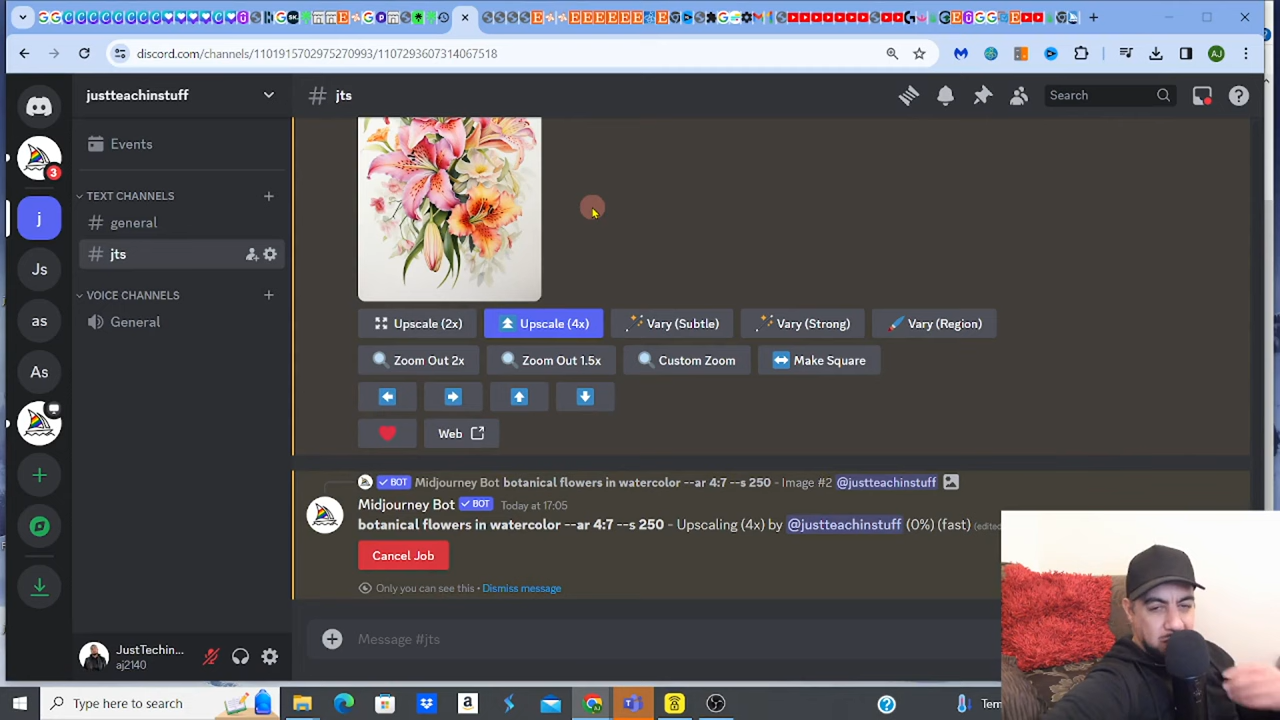 discord.com/channels/1101915702975270993/1107293607314067518
AJ
justteachinstuff
# jts
Search
Events
3
TEXT CHANNELS
j
general
jts
Js
VOICE CHANNELS
as
General
As
Upscale (2x)
Upscale (4x)
Vary (Subtle)
Vary (Strong)
Vary (Region)
Zoom Out 2x
Zoom Out 1.5x
Custom Zoom
Make Square
Web
BOT Midjourney Bot botanical flowers in watercolor --ar 4:7 --s 250 - Image #2 @justteachinstuff
Midjourney Bot BOT Today at 17:05
botanical flowers in watercolor --ar 4:7 --s 250 - Upscaling (4x) by @justteachinstuff (0%) (fast) (edited
Cancel Job
Only you can see this • Dismiss message
Message #jts
JustTechin...
aj2140
Type here to search